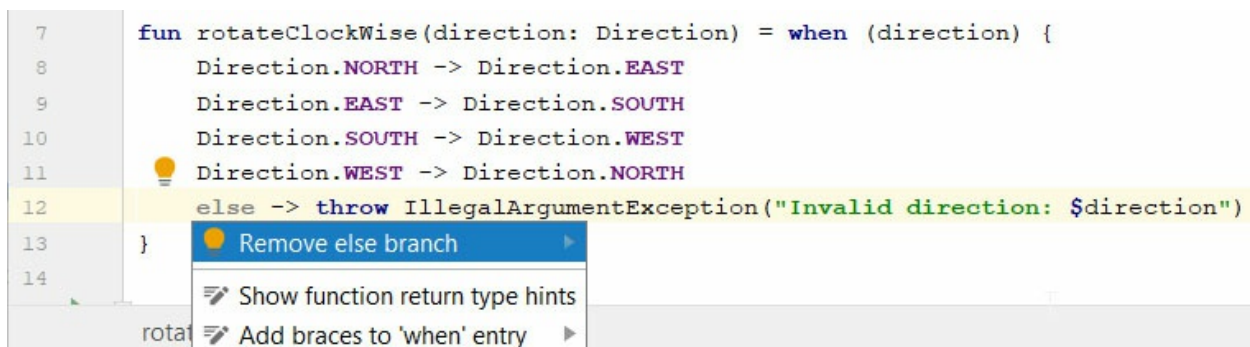 7 fun rotateClockWise(direction: Direction) = when (direction) {
8 Direction.NORTH -> Direction.EAST
9 Direction.EAST -> Direction.SOUTH
10 Direction.SOUTH -> Direction.WEST
11 Direction.WEST -> Direction.NORTH
12 else -> throw IllegalArgumentException("Invalid direction: $direction")
13 }
Remove else branch
14
Show function return type hints
rotat
Add braces to 'when' entry